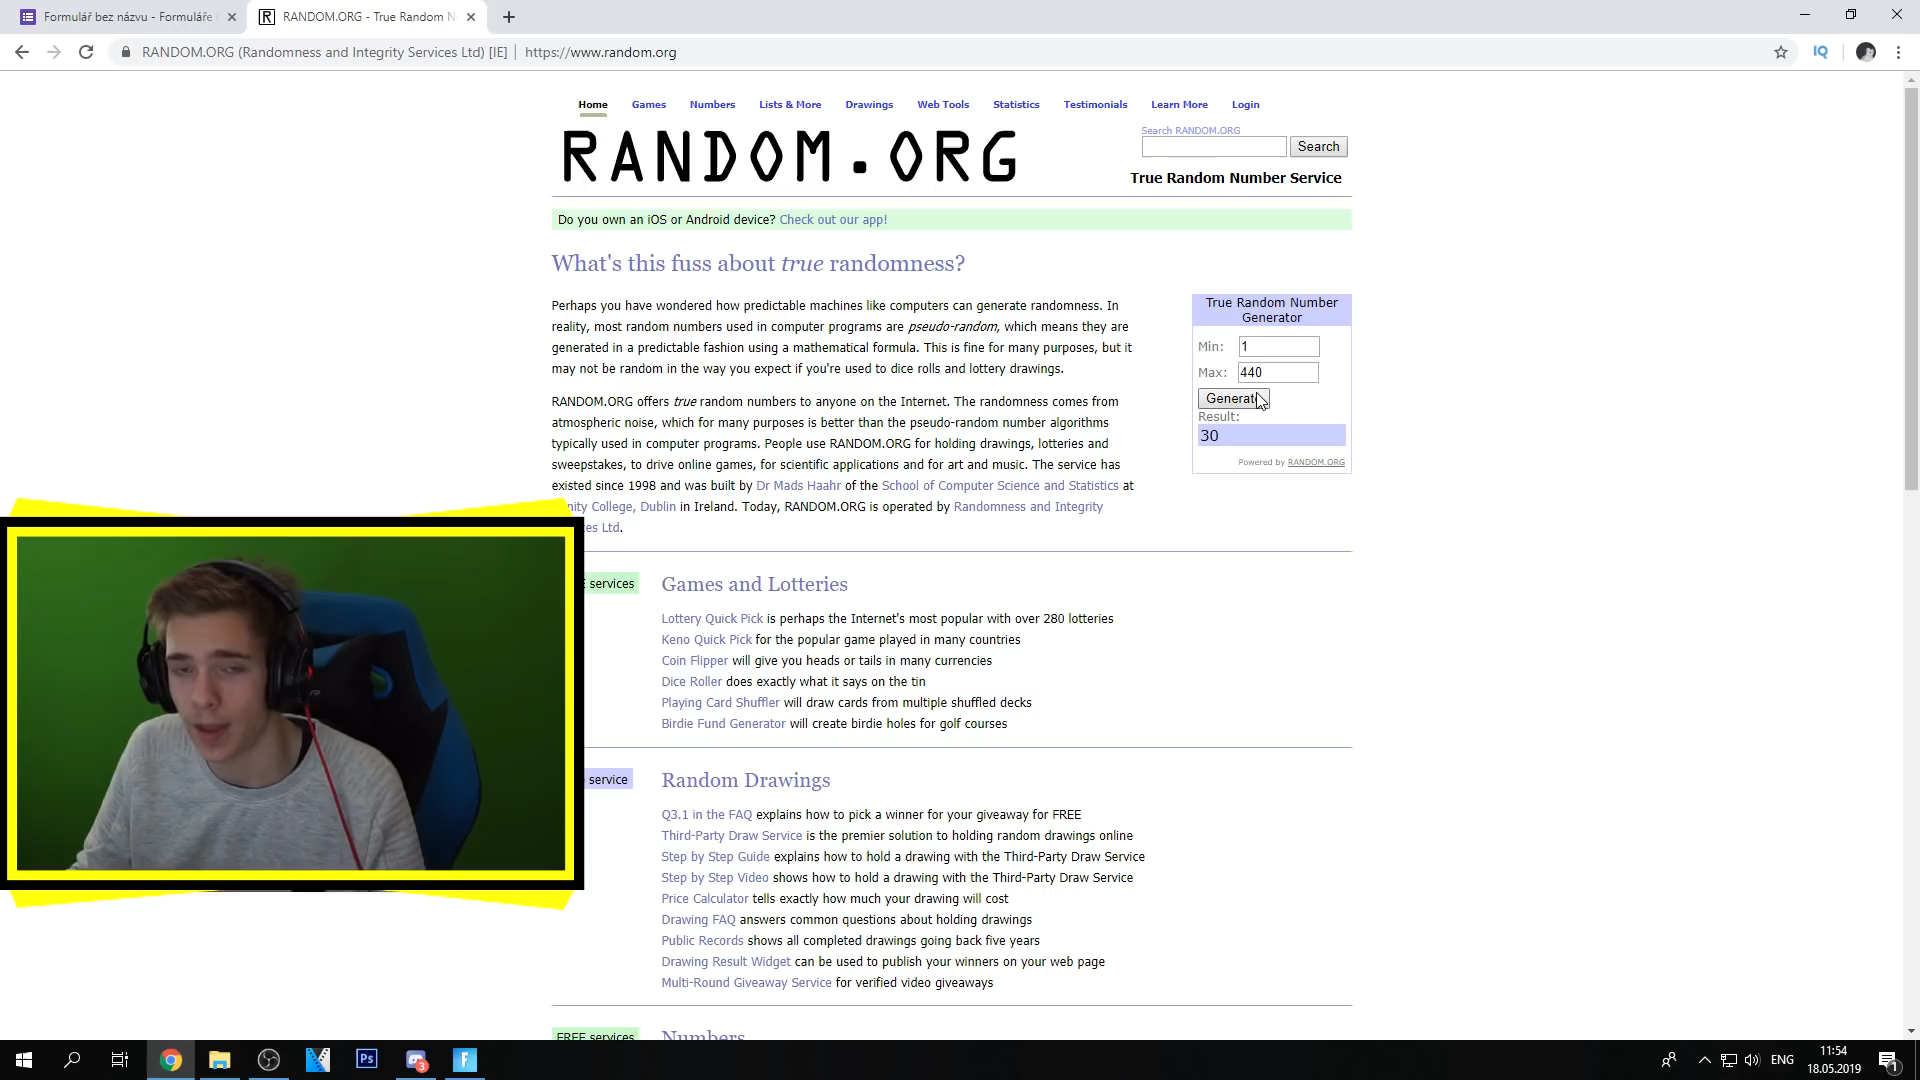 Formulář bez názvu - Formuláře
RANDOM.ORG - True Random N
RANDOM.ORG (Randomness and Integrity Services Ltd) [IE] | https://www.random.org
Home Games Numbers Lists & More Drawings Web Tools Statistics Testimonials Learn More Login
RANDOM.ORG
Search RANDOM.ORG
Search
True Random Number Service
Do you own an iOS or Android device? Check out our app!
What's this fuss about true randomness?
Perhaps you have wondered how predictable machines like computers can generate randomness. In
reality, most random numbers used in computer programs are pseudo-random, which means they are
generated in a predictable fashion using a mathematical formula. This is fine for many purposes, but it
may not be random in the way you expect if you're used to dice rolls and lottery drawings.
RANDOM.ORG offers true random numbers to anyone on the Internet. The randomness comes from
atmospheric noise, which for many purposes is better than the pseudo-random number algorithms
typically used in computer programs. People use RANDOM.ORG for holding drawings, lotteries and
sweepstakes, to drive online games, for scientific applications and for art and music. The service has
existed since 1998 and was built by Dr Mads Haahr of the School of Computer Science and Statistics at
nity College, Dublin in Ireland. Today, RANDOM.ORG is operated by Randomness and Integrity
es Ltd.
True Random Number
Generator
Min: 1
Max: 440
Generate
Result:
30
Powered by RANDOM.ORG
services
Games and Lotteries
Lottery Quick Pick is perhaps the Internet's most popular with over 280 lotteries
Keno Quick Pick for the popular game played in many countries
Coin Flipper will give you heads or tails in many currencies
Dice Roller does exactly what it says on the tin
Playing Card Shuffler will draw cards from multiple shuffled decks
Birdie Fund Generator will create birdie holes for golf courses
service
Random Drawings
Q3.1 in the FAQ explains how to pick a winner for your giveaway for FREE
Third-Party Draw Service is the premier solution to holding random drawings online
Step by Step Guide explains how to hold a drawing with the Third-Party Draw Service
Step by Step Video shows how to hold a drawing with the Third-Party Draw Service
Price Calculator tells exactly how much your drawing will cost
Drawing FAQ answers common questions about holding drawings
Public Records shows all completed drawings going back five years
Drawing Result Widget can be used to publish your winners on your web page
Multi-Round Giveaway Service for verified video giveaways
FREE services
Numbers
Ps
3
ENG
11:54
18.05.2019
1